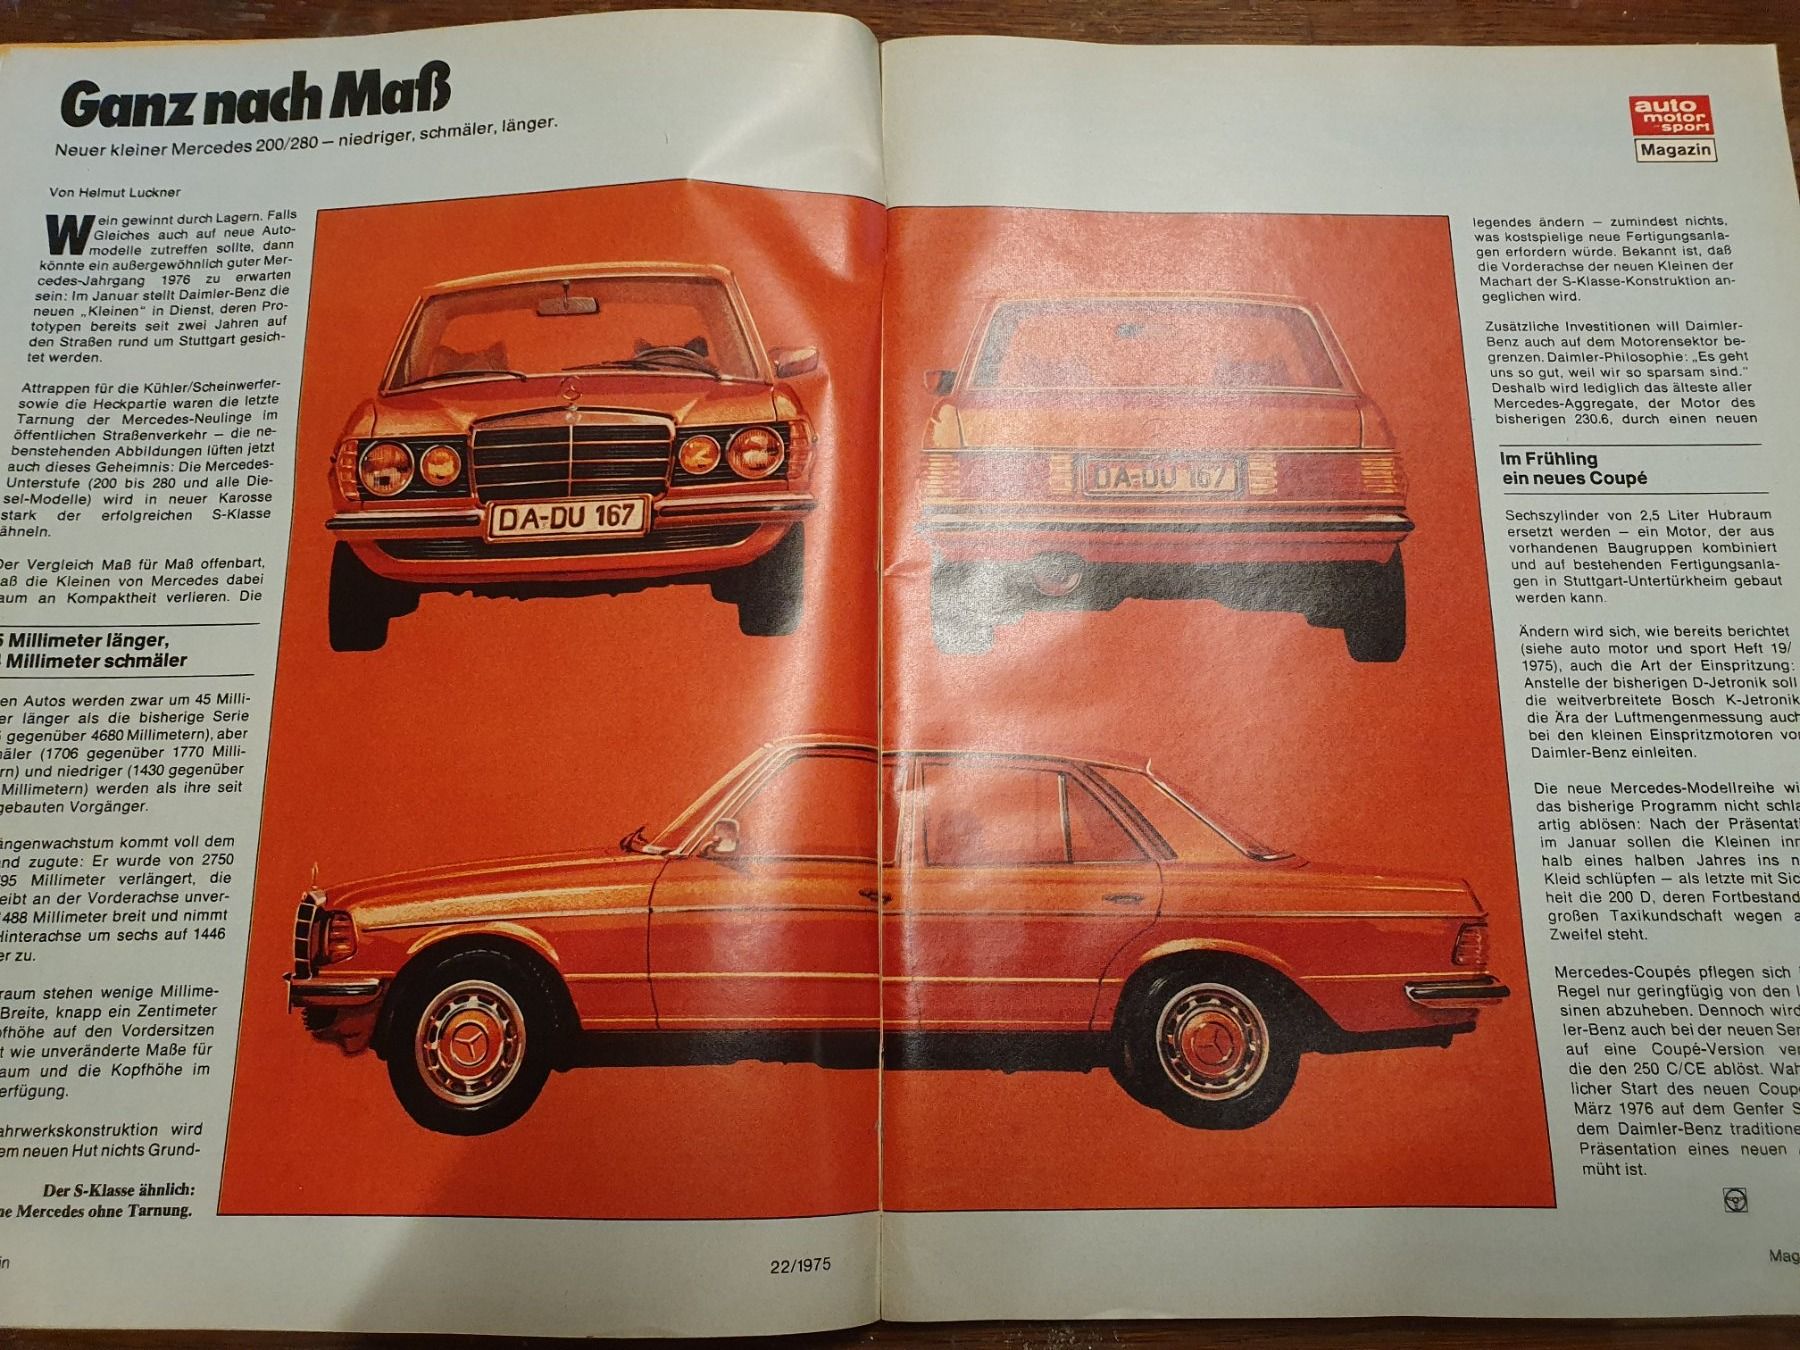 Ganz nach Maß
Neuer kleiner Mercedes 200/280 – niedriger, schmäler, länger.
Von Helmut Luckner
Wein gewinnt durch Lagern. Falls
Gleiches auch auf neue Auto-
modelle zutreffen sollte, dann
könnte ein außergewöhnlich guter Mer-
cedes-Jahrgang 1976 zu erwarten
sein: Im Januar stellt Daimler-Benz die
neuen „Kleinen“ in Dienst, deren Pro-
totypen bereits seit zwei Jahren auf
den Straßen rund um Stuttgart gesich-
tet werden.
Attrappen für die Kühler/Scheinwerfer-
sowie die Heckpartie waren die letzte
Tarnung der Mercedes-Neulinge im
öffentlichen Straßenverkehr – die ne-
benstehenden Abbildungen lüften jetzt
auch dieses Geheimnis: Die Mercedes-
Unterstufe (200 bis 280 und alle Die-
sel-Modelle) wird in neuer Karosse
stark der erfolgreichen S-Klasse
ähneln.
Der Vergleich Maß für Maß offenbart,
die Kleinen von Mercedes dabei
an Kompaktheit verlieren. Die
Millimeter länger,
Millimeter schmäler
Autos werden zwar um 45 Milli-
länger als die bisherige Serie
gegenüber 4680 Millimetern), aber
(1706 gegenüber 1770 Milli-
und niedriger (1430 gegenüber
Millimetern) werden als ihre seit
gebauten Vorgänger.
kommt voll dem
zugute: Er wurde von 2750
Millimeter verlängert, die
an der Vorderachse unver-
1488 Millimeter breit und nimmt
Hinterachse um sechs auf 1446
zu.
stehen wenige Millime-
Breite, knapp ein Zentimeter
auf den Vordersitzen
wie unveränderte Maße für
und die Kopfhöhe im
wird
neuen Hut nichts Grund-
Der S-Klasse ähnlich:
Mercedes ohne Tarnung.
22/1975
DA-DU 167
DA-DU 167
auto
motor
sport
Magazin
legendes ändern – zumindest nichts,
was kostspielige neue Fertigungsanla-
gen erfordern würde. Bekannt ist, daß
die Vorderachse der neuen Kleinen der
Machart der S-Klasse-Konstruktion an-
geglichen wird.
Zusätzliche Investitionen will Daimler-
Benz auch auf dem Motorensektor be-
grenzen. Daimler-Philosophie: „Es geht
uns so gut, weil wir so sparsam sind.“
Deshalb wird lediglich das älteste aller
Mercedes-Aggregate, der Motor des
bisherigen 230.6, durch einen neuen
Im Frühling
ein neues Coupé
Sechszylinder von 2,5 Liter Hubraum
ersetzt werden – ein Motor, der aus
vorhandenen Baugruppen kombiniert
und auf bestehenden Fertigungsanla-
gen in Stuttgart-Untertürkheim gebaut
werden kann.
Ändern wird sich, wie bereits berichtet
(siehe auto motor und sport Heft 19/
1975), auch die Art der Einspritzung:
Anstelle der bisherigen D-Jetronik soll
die weitverbreitete Bosch K-Jetronik
die Ära der Luftmengenmessung auch
bei den kleinen Einspritzmotoren
Daimler-Benz einleiten.
Die neue Mercedes-Modellreihe
das bisherige Programm nicht
artig ablösen: Nach der
im Januar sollen die Kleinen
halb eines halben Jahres ins
Kleid schlüpfen – als letzte mit
heit die 200 D, deren
großen Taxikundschaft wegen
Zweifel steht.
Mercedes-Coupés pflegen sich
Regel nur geringfügig von den
sinen abzuheben. Dennoch wird
ler-Benz auch bei der neuen
auf eine Coupé-Version
die den 250 C/CE ablöst.
licher Start des neuen
März 1976 auf dem Genfer
dem Daimler-Benz
Präsentation eines neuen
müht ist.